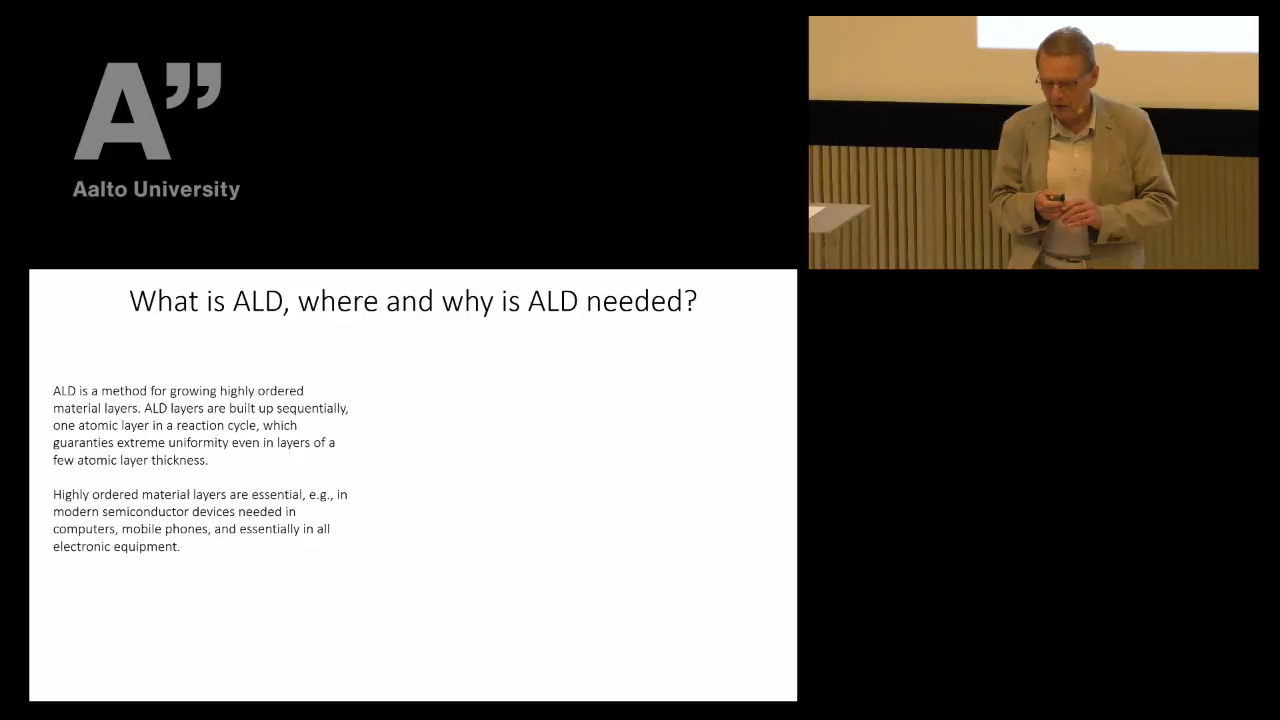 A”
Aalto University
What is ALD, where and why is ALD needed?
ALD is a method for growing highly ordered
material layers. ALD layers are built up sequentially,
one atomic layer in a reaction cycle, which
guaranties extreme uniformity even in layers of a
few atomic layer thickness.
Highly ordered material layers are essential, e.g., in
modern semiconductor devices needed in
computers, mobile phones, and essentially in all
electronic equipment.